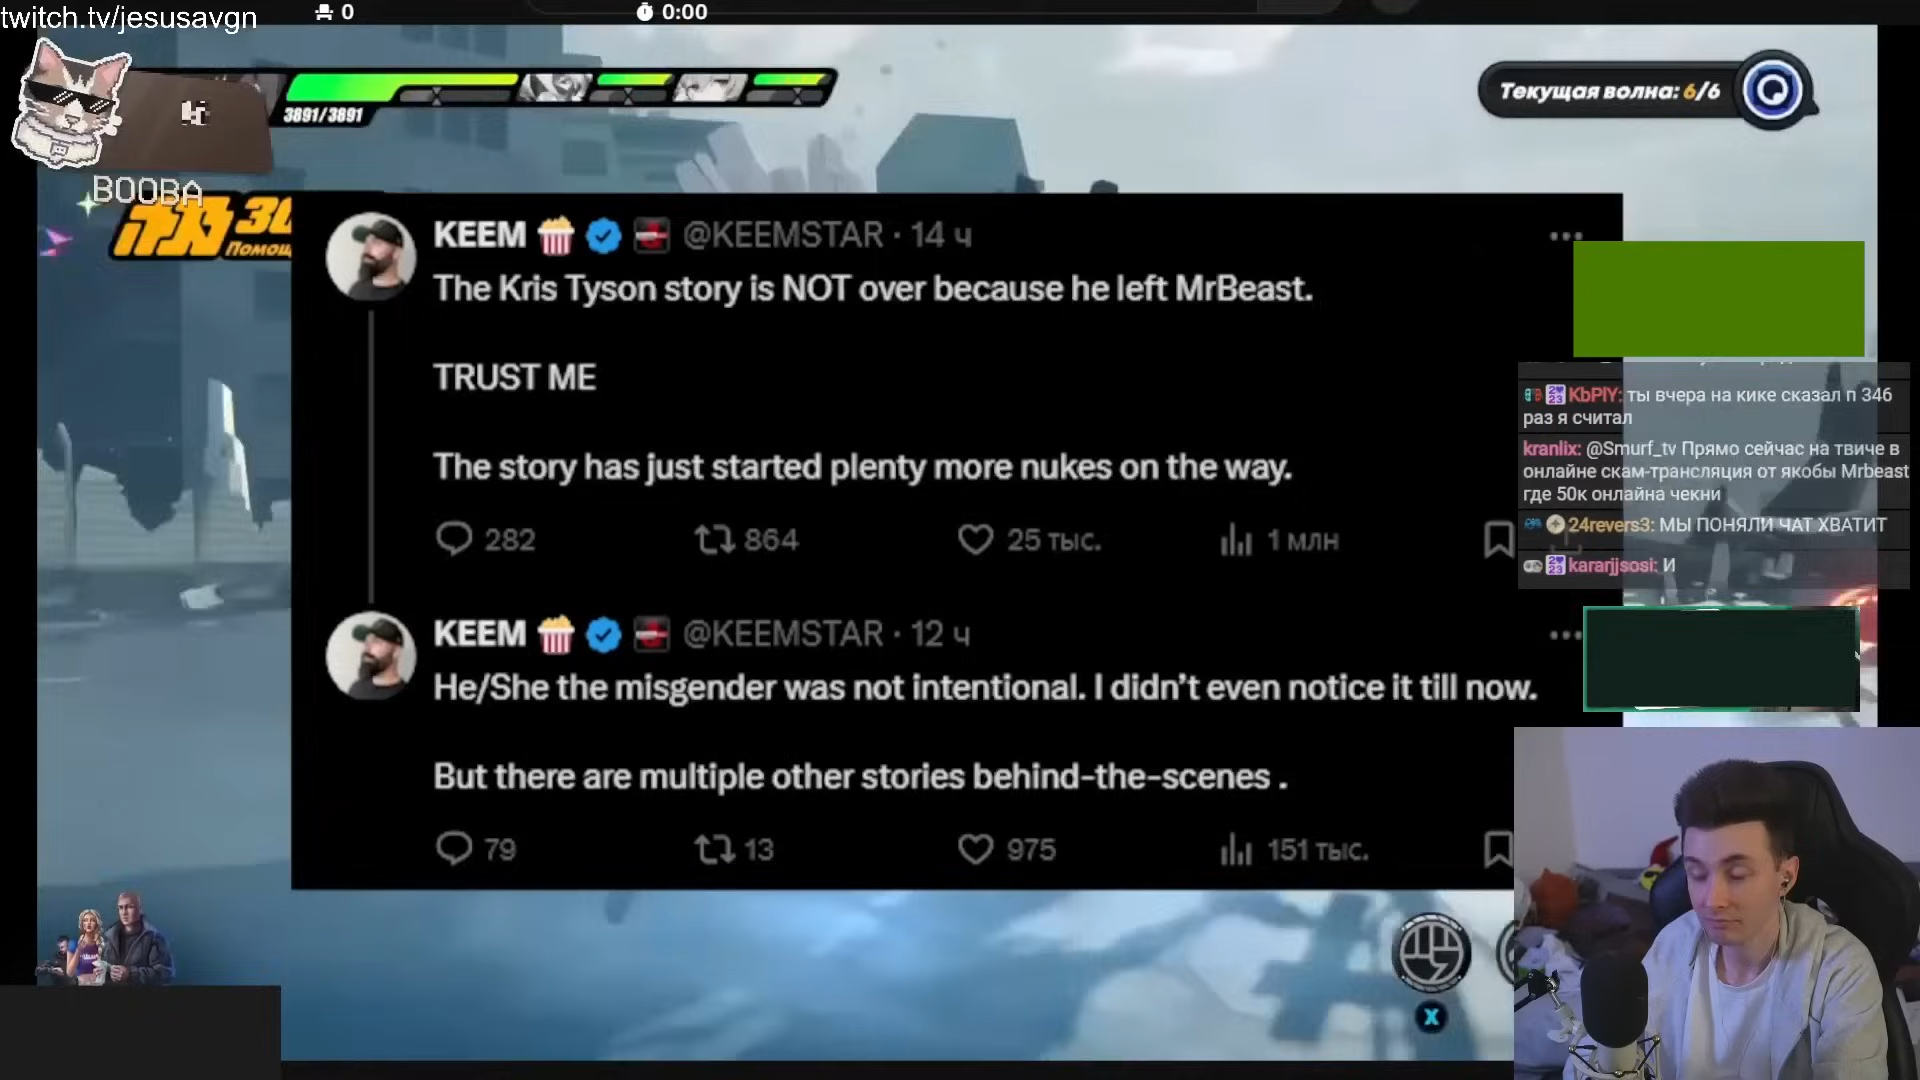 twitch.tv/jesusavgn
0
0:00
3891/3891
Текущая волна: 6/6
BOOBA
KEEM @KEEMSTAR · 14 ч
The Kris Tyson story is NOT over because he left MrBeast.
TRUST ME
The story has just started plenty more nukes on the way.
282 864 25 тыс. 1 млн
KEEM @KEEMSTAR · 12 ч
He/She the misgender was not intentional. I didn't even notice it till now.
But there are multiple other stories behind-the-scenes .
79 13 975 151 тыс.
KbPlY: ты вчера на кике сказал п 346
раз я считал
kranlix: @Smurf_tv Прямо сейчас на твиче в
онлайне скам-трансляция от якобы Mrbeast
где 50к онлайна чекни
24revers3: МЫ ПОНЯЛИ ЧАТ ХВАТИТ
kararjjsosi: И
X